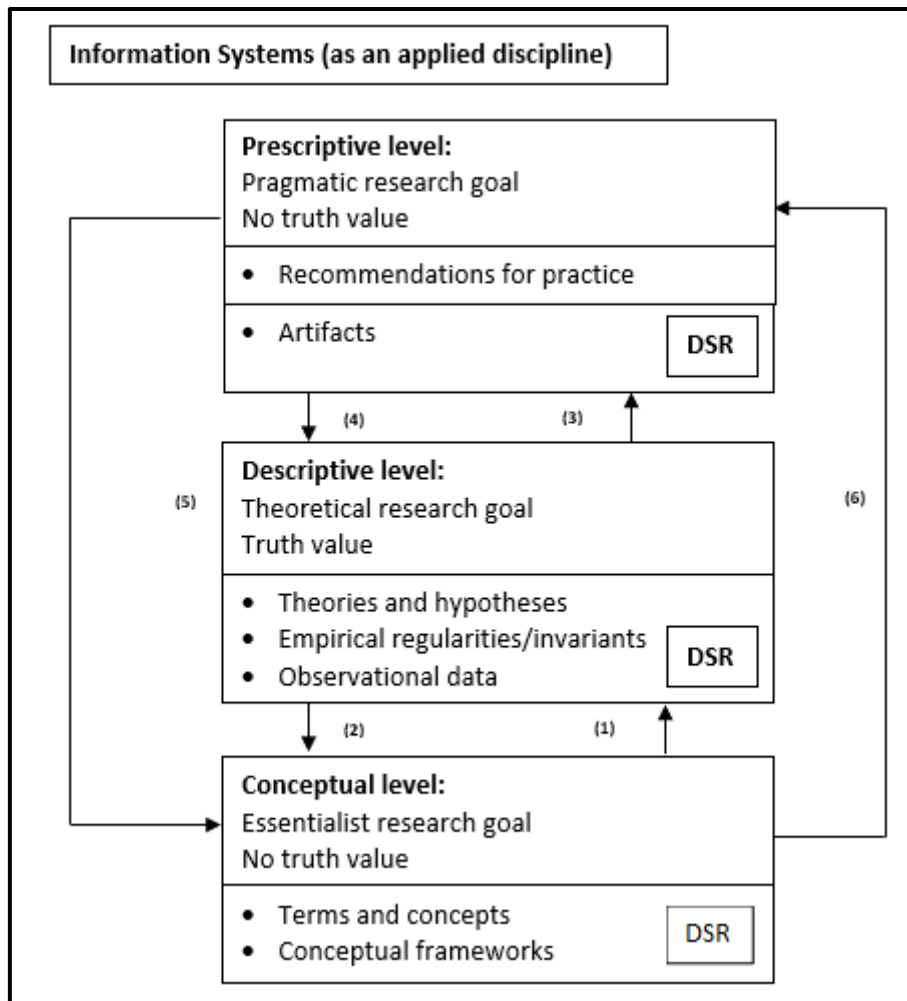 Information Systems (as an applied discipline)
Prescriptive level:
Pragmatic research goal
No truth value
• Recommendations for practice
• Artifacts
DSR
(4)
(3)
Descriptive level:
Theoretical research goal
Truth value
(5)
(6)
• Theories and hypotheses
• Empirical regularities/invariants
• Observational data
DSR
(2)
(1)
Conceptual level:
Essentialist research goal
No truth value
• Terms and concepts
• Conceptual frameworks
DSR